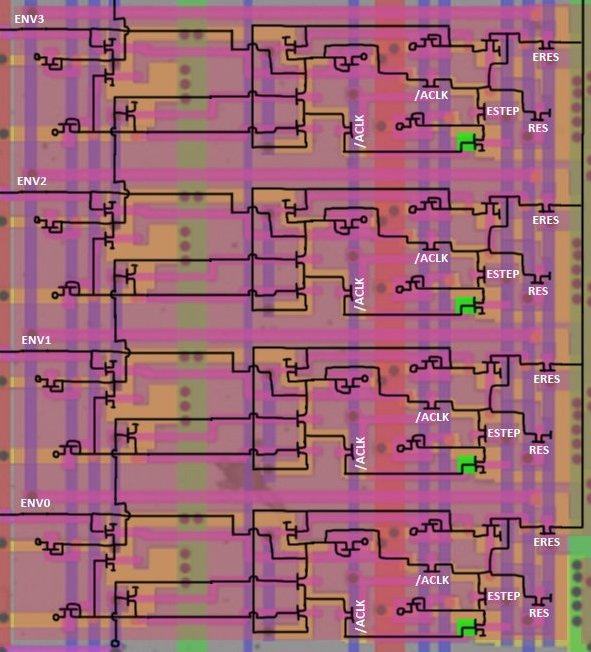 ENV3
ERES
/ACLK
ESTEP
/ACLK
RES
ENV2
ERES
/ACLK
ESTEP
/ACLK
RES
ENV1
ERES
/ACLK
ESTEP
/ACLK
RES
ENV0
ERES
/ACLK
ESTEP
/ACLK
RES